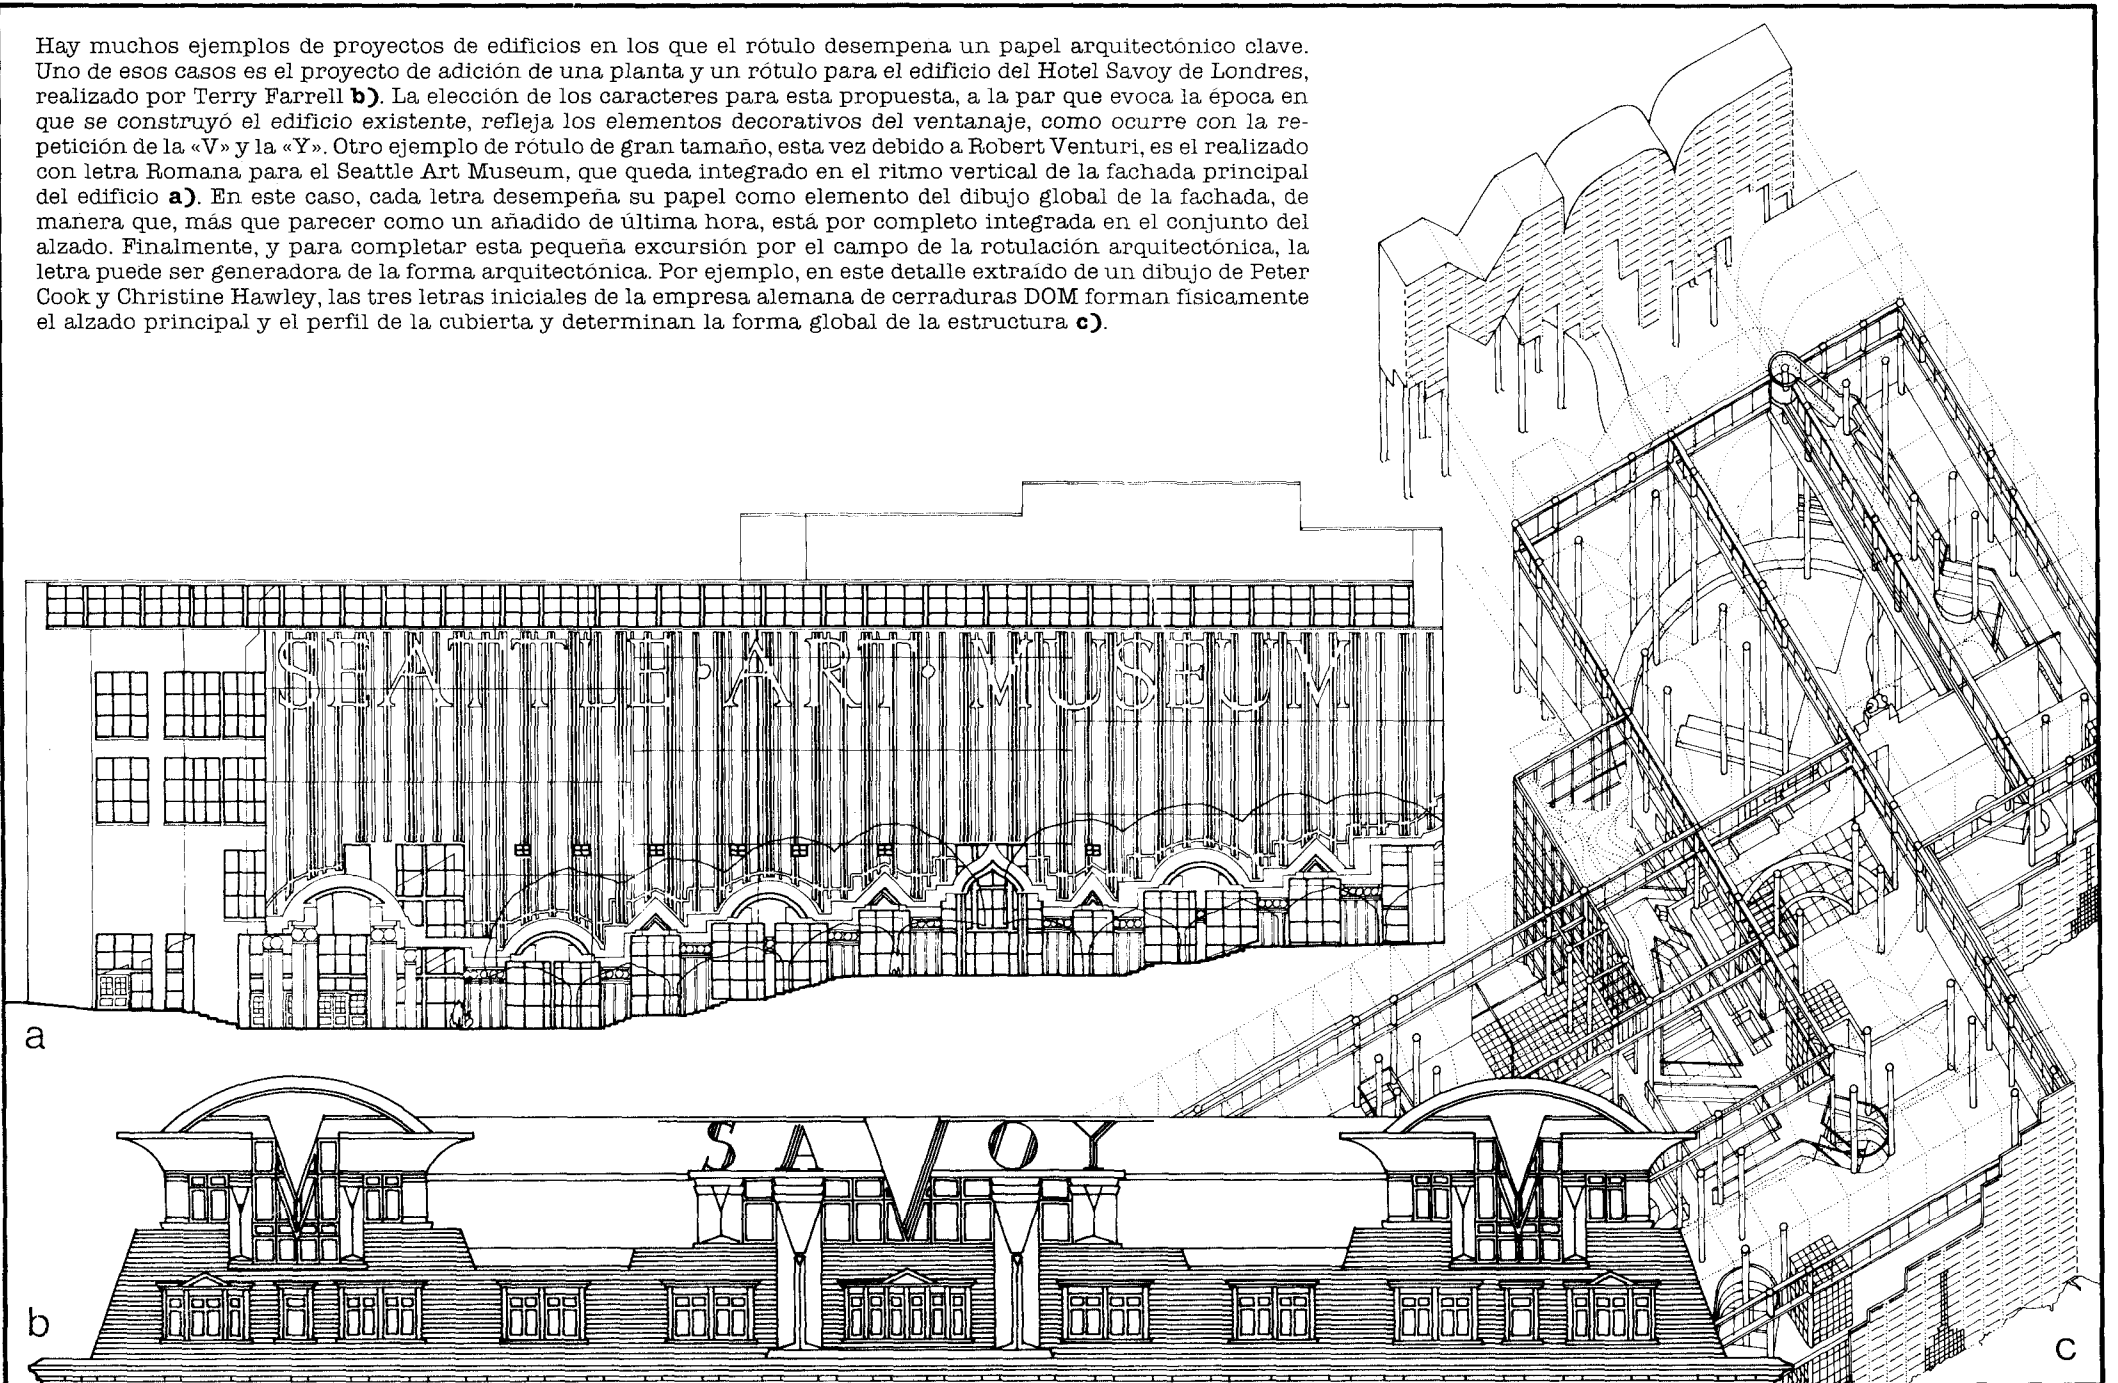 Hay muchos ejemplos de proyectos de edificios en los que el rótulo desempeña un papel arquitectónico clave.
Uno de esos casos es el proyecto de adición de una planta y un rótulo para el edificio del Hotel Savoy de Londres,
realizado por Terry Farrell b). La elección de los caracteres para esta propuesta, a la par que evoca la época en
que se construyó el edificio existente, refleja los elementos decorativos del ventanaje, como ocurre con la re-
petición de la «V» y la «Y». Otro ejemplo de rótulo de gran tamaño, esta vez debido a Robert Venturi, es el realizado
con letra Romana para el Seattle Art Museum, que queda integrado en el ritmo vertical de la fachada principal
del edificio a). En este caso, cada letra desempeña su papel como elemento del dibujo global de la fachada, de
manera que, más que parecer como un añadido de última hora, está por completo integrada en el conjunto del
alzado. Finalmente, y para completar esta pequeña excursión por el campo de la rotulación arquitectónica, la
letra puede ser generadora de la forma arquitectónica. Por ejemplo, en este detalle extraído de un dibujo de Peter
Cook y Christine Hawley, las tres letras iniciales de la empresa alemana de cerraduras DOM forman físicamente
el alzado principal y el perfil de la cubierta y determinan la forma global de la estructura c).
SEATTLE·ART·MUSEUM
a
SAVOY
b
c